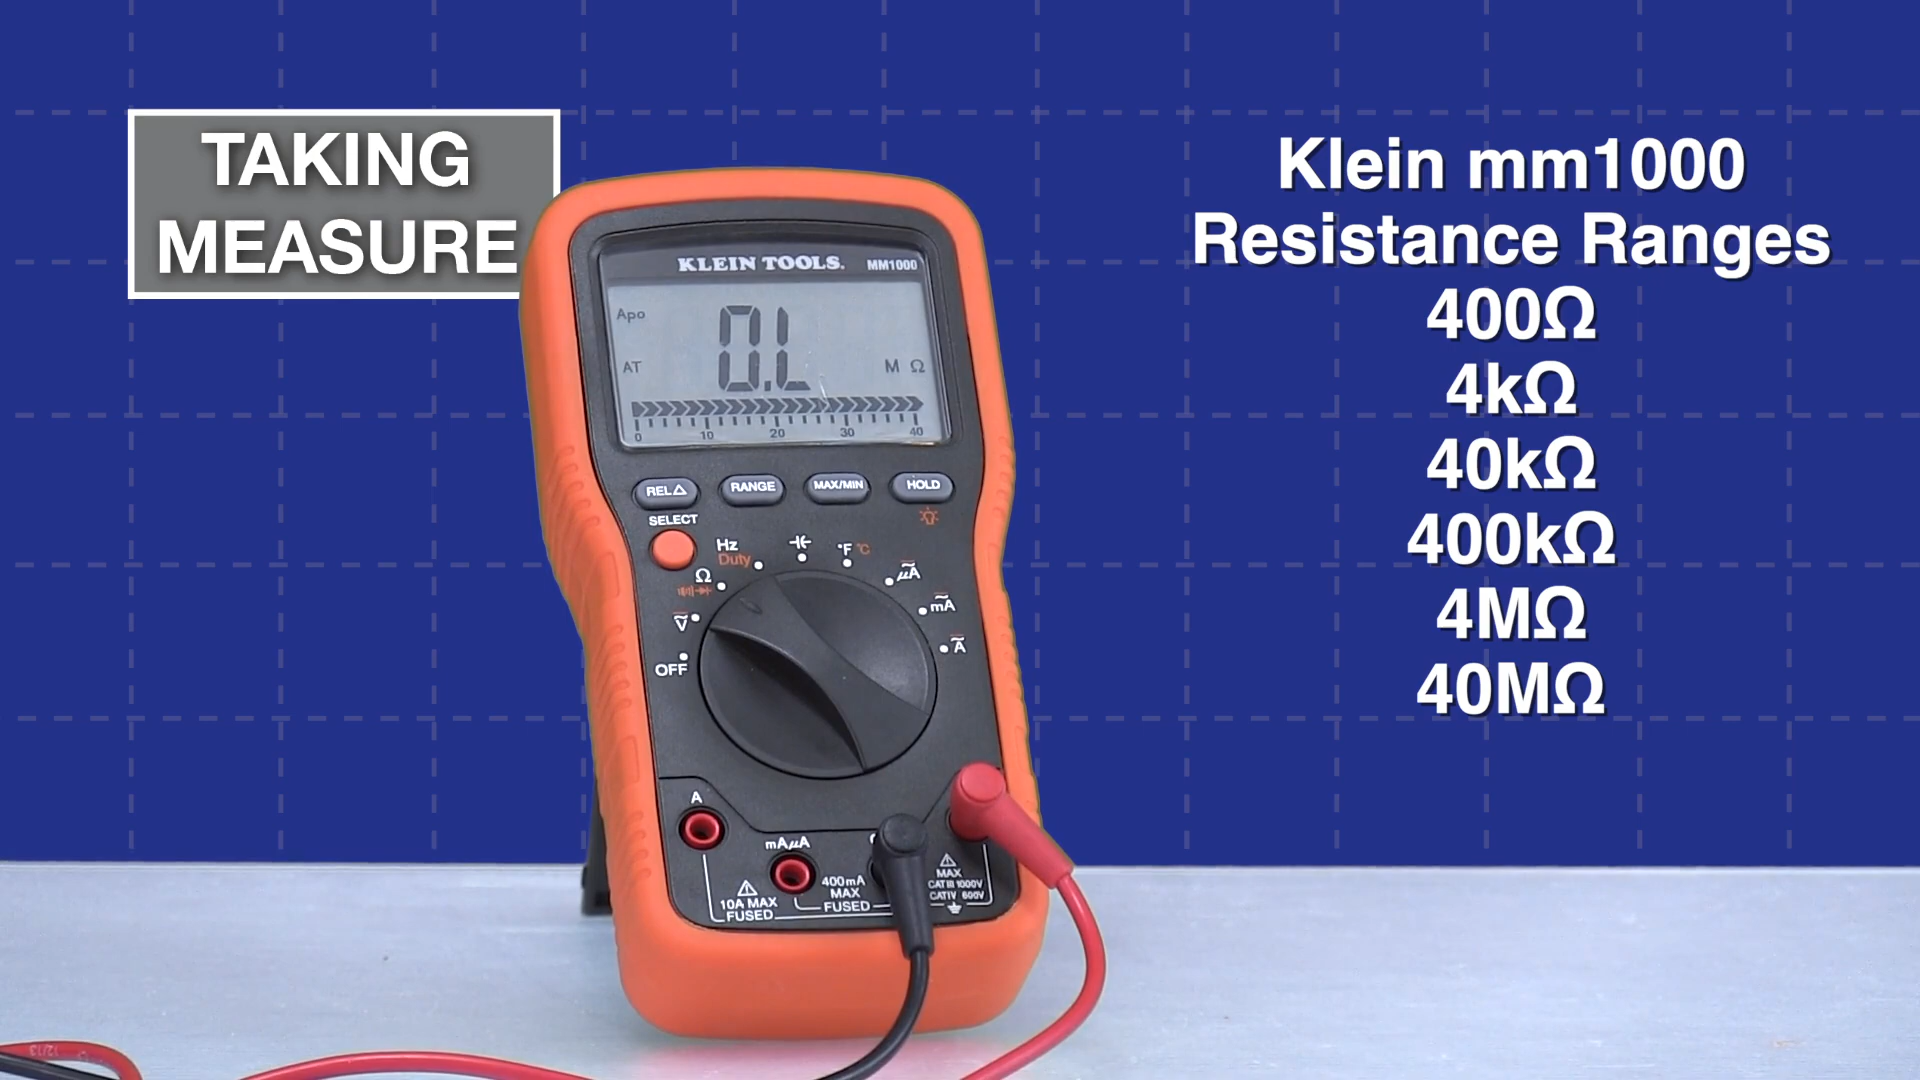 TAKING
MEASURE
Klein mm1000
Resistance Ranges
400Ω
4kΩ
40kΩ
400kΩ
4MΩ
40MΩ
KLEIN TOOLS. MM1000
Apo
O.L
AT
M Ω
0 10 20 30 40
REL△ RANGE MAX/MIN HOLD
SELECT
Hz
Duty
°F °C
Ω
µA
mA
V
A
OFF
A
mAµA
10A MAX
FUSED
400mA
MAX
FUSED
MAX
CAT III 1000V
CAT IV 600V
12/13